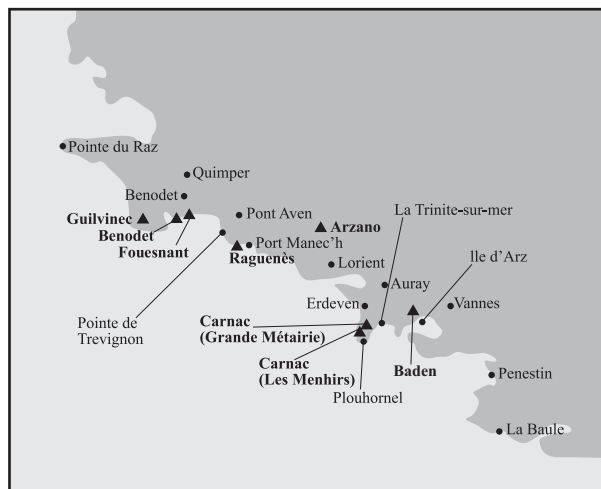 Pointe du Raz
Quimper
Benodet
Guilvinec
Benodet
Fouesnant
Pont Aven
Port Manec'h
Raguenès
Arzano
La Trinite-sur-mer
Lorient
Ile d'Arz
Auray
Erdeven
Vannes
Pointe de
Trevignon
Carnac
(Grande Métairie)
Carnac
(Les Menhirs)
Baden
Plouhornel
Penestin
La Baule